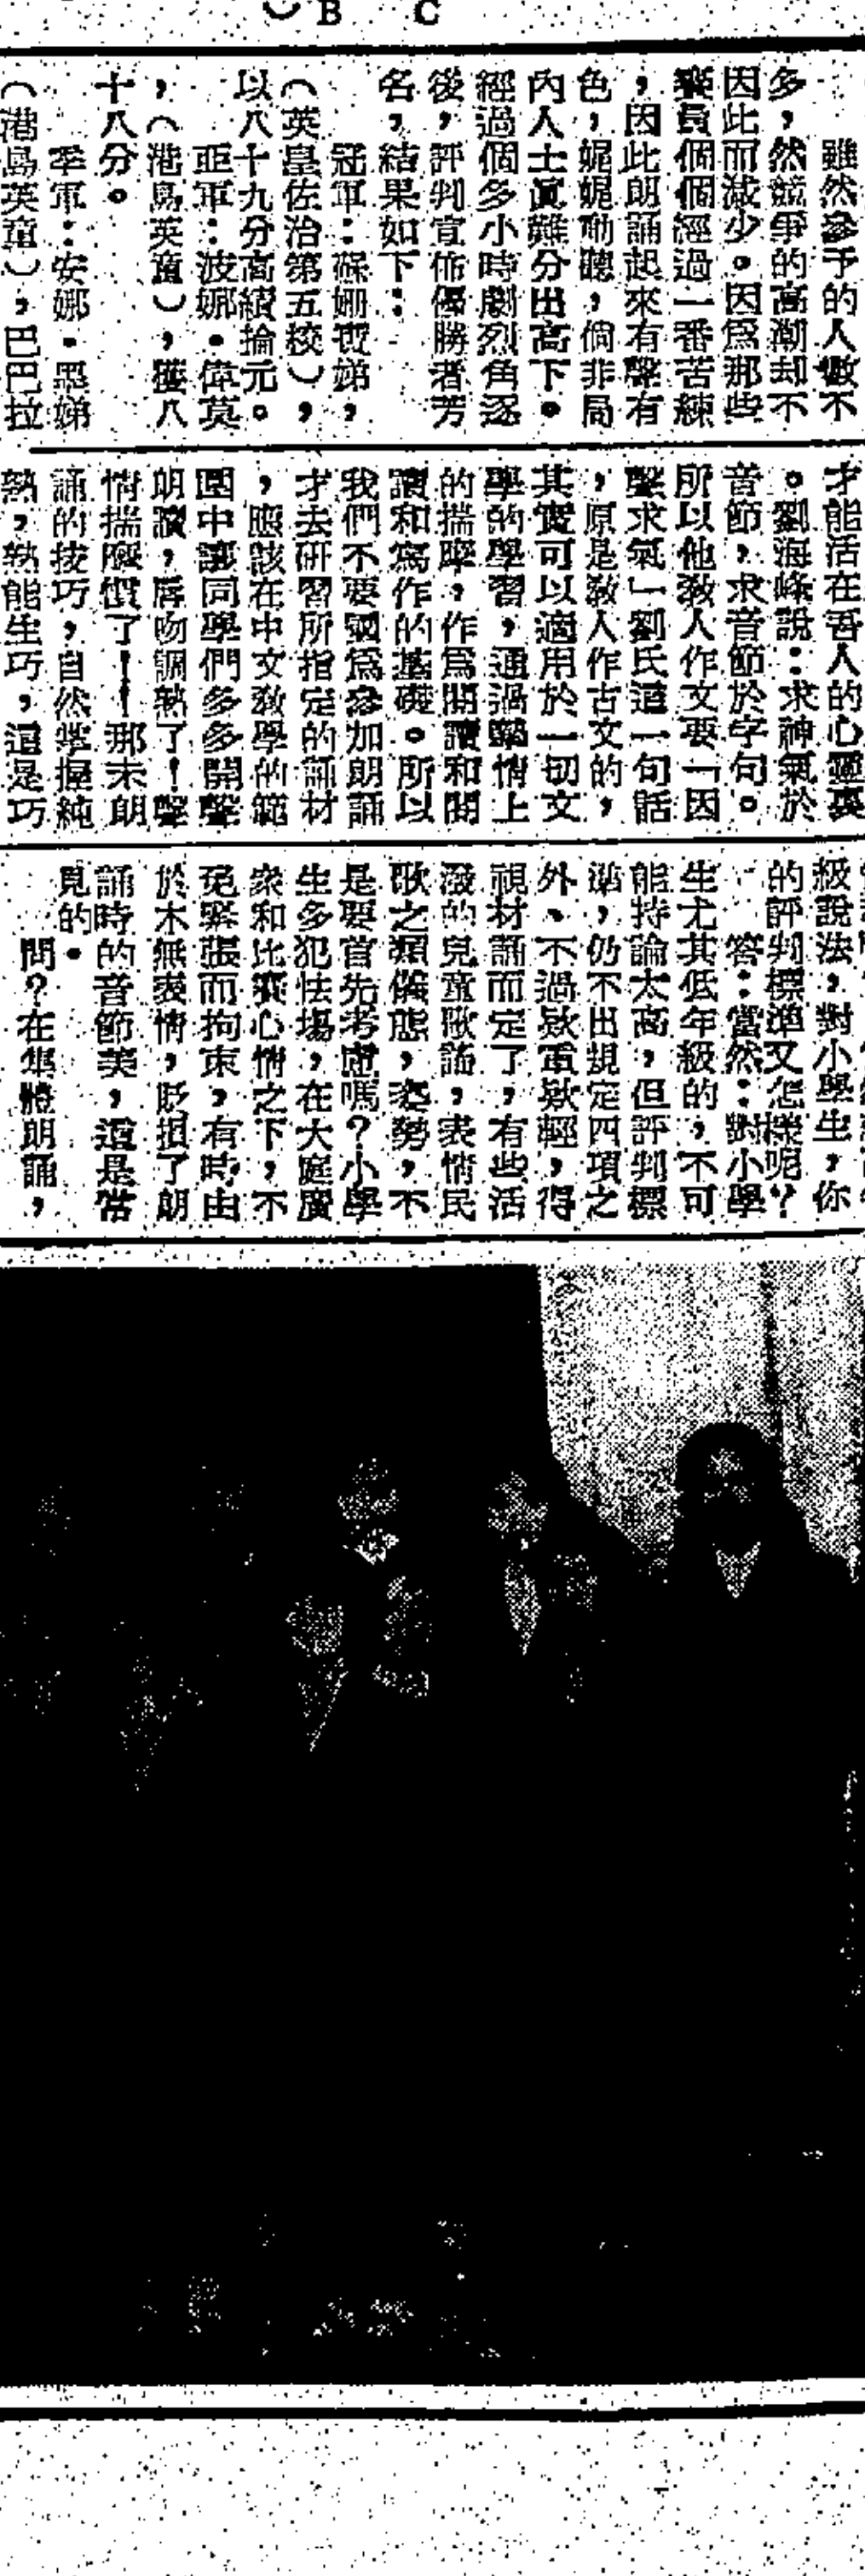 B C
雖然參予的人數不
多，然競爭的高潮却不
因此而減少。因爲那些
賽員個個經過一番苦練
，因此朗誦起來有聲有
色，娓娓動聽，倘非局
內人士眞難分出高下。
經過個多小時劇烈角逐
後，評判宣佈優勝者芳
名，結果如下：
冠軍：蘇姍
（英皇佐治第五校），
以八十九分高績掄元。
亞軍：波娜•偉莫
，（港島英童），獲八
十八分。
季軍：安娜•
（港島英童），巴巴拉
才能活在吾人的心靈裏
。劉海峰說：求神氣於
音節，求音節於字句。
所以他敎人作文要「因
聲求氣」劉氏這一句話
，原是敎人作古文的，
其實可以適用於一切文
學的學習，通過聲情上
的揣摩，作爲閱讀和閱
讀和寫作的基礎。所以
我們不要爲參加朗誦
才去研習所指定的誦材
，應該在中文敎學的範
圍中讓同學們多多開聲
朗讀，唇吻調熟了！聲
情揣摩慣了——那末朗
誦的技巧，自然掌握純
熟，熟能生巧，這是巧
級說法，對小學生，你
的評判標準又怎樣呢？
答：當然：對小學
生尤其低年級的，不可
能持論太高，但評判標
準，仍不出規定四項之
外、不過孰重孰輕，得
視材誦而定了，有些活
潑的兒童歌謠，表情民
歌之類儀態，姿勢，不
是要首先考慮嗎？小學
生多犯怯場，在大庭廣
衆和比賽心情之下，不
免緊張而拘束，有時由
於木無表情，貶損了朗
誦時的音節美，這是常
見的。
問？在集體朗誦，